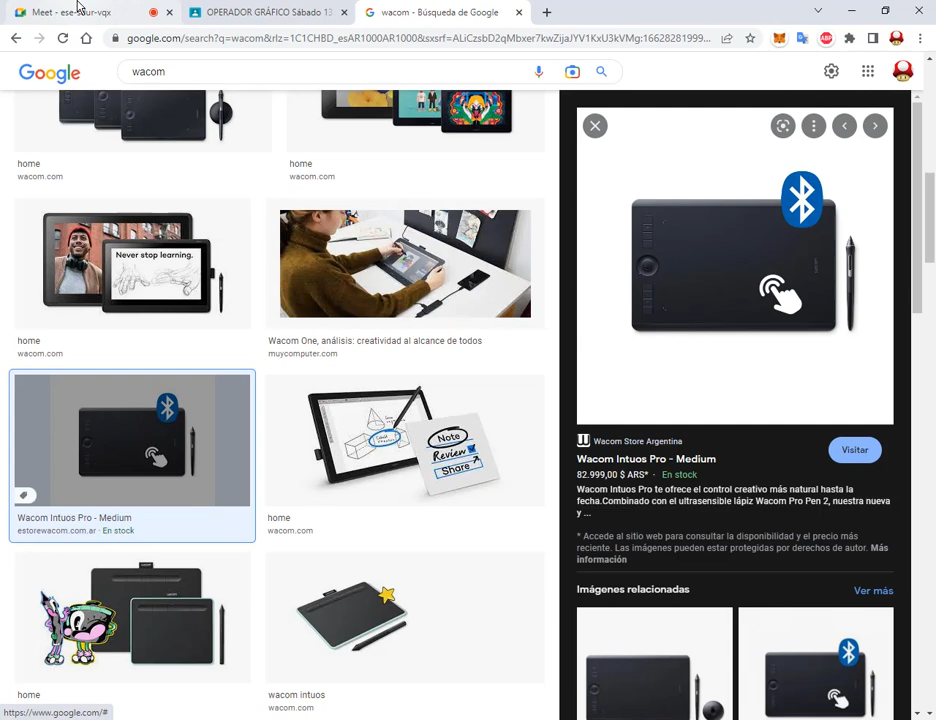 Meet - ese-sour-vqx
OPERADOR GRÁFICO Sábado 13
wacom - Búsqueda de Google
google.com/search?q=wacom&rlz=1C1CHBD_esAR1000AR1000&sxsrf=ALiCzsbD2qMbxer7kwZijaJYV1KxU3kVMg:16628281999...
ABP
Google
wacom
home
wacom.com
home
wacom.com
Never stop learning.
home
wacom.com
Wacom One, análisis: creatividad al alcance de todos
muycomputer.com
Wacom Intuos Pro - Medium
estorewacom.com.ar · En stock
Note
Review
Share
home
wacom.com
home
wacom intuos
wacom.com
Wacom Store Argentina
Wacom Intuos Pro - Medium
Visitar
82.999,00 $ ARS* · En stock
Wacom Intuos Pro te ofrece el control creativo más natural hasta la
fecha.Combinado con el ultrasensible lápiz Wacom Pro Pen 2, nuestra nueva
y ...
* Accede al sitio web para consultar la disponibilidad y el precio más
reciente. Las imágenes pueden estar protegidas por derechos de autor. Más
información
Imágenes relacionadas
Ver más
https://www.google.com/#